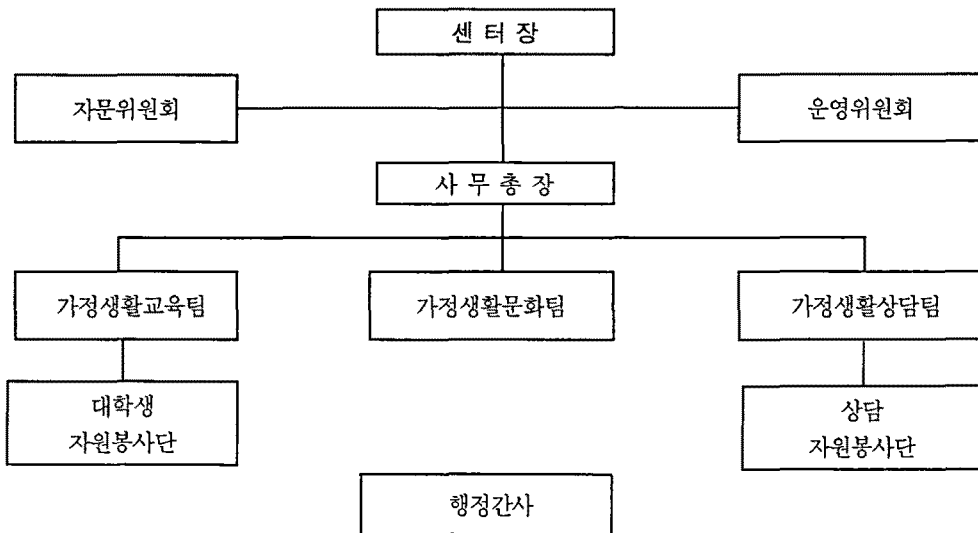 센 터 장
자문위원회
운영위원회
사 무 총 장
가정생활교육팀
가정생활문화팀
가정생활상담팀
대학생
자원봉사단
상담
자원봉사단
행정간사